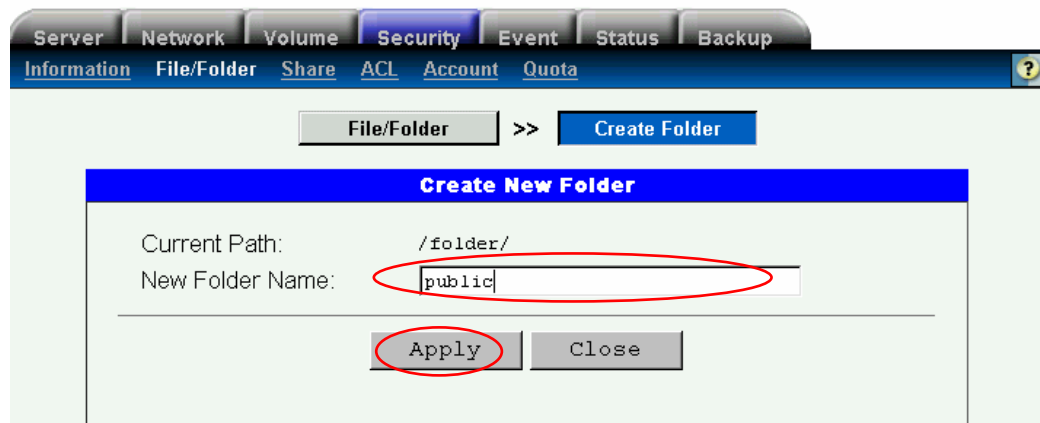 Server Network Volume Security Event Status Backup
Information File/Folder Share ACL Account Quota ?
File/Folder >> Create Folder
Create New Folder
Current Path: /folder/
New Folder Name: public
Apply Close